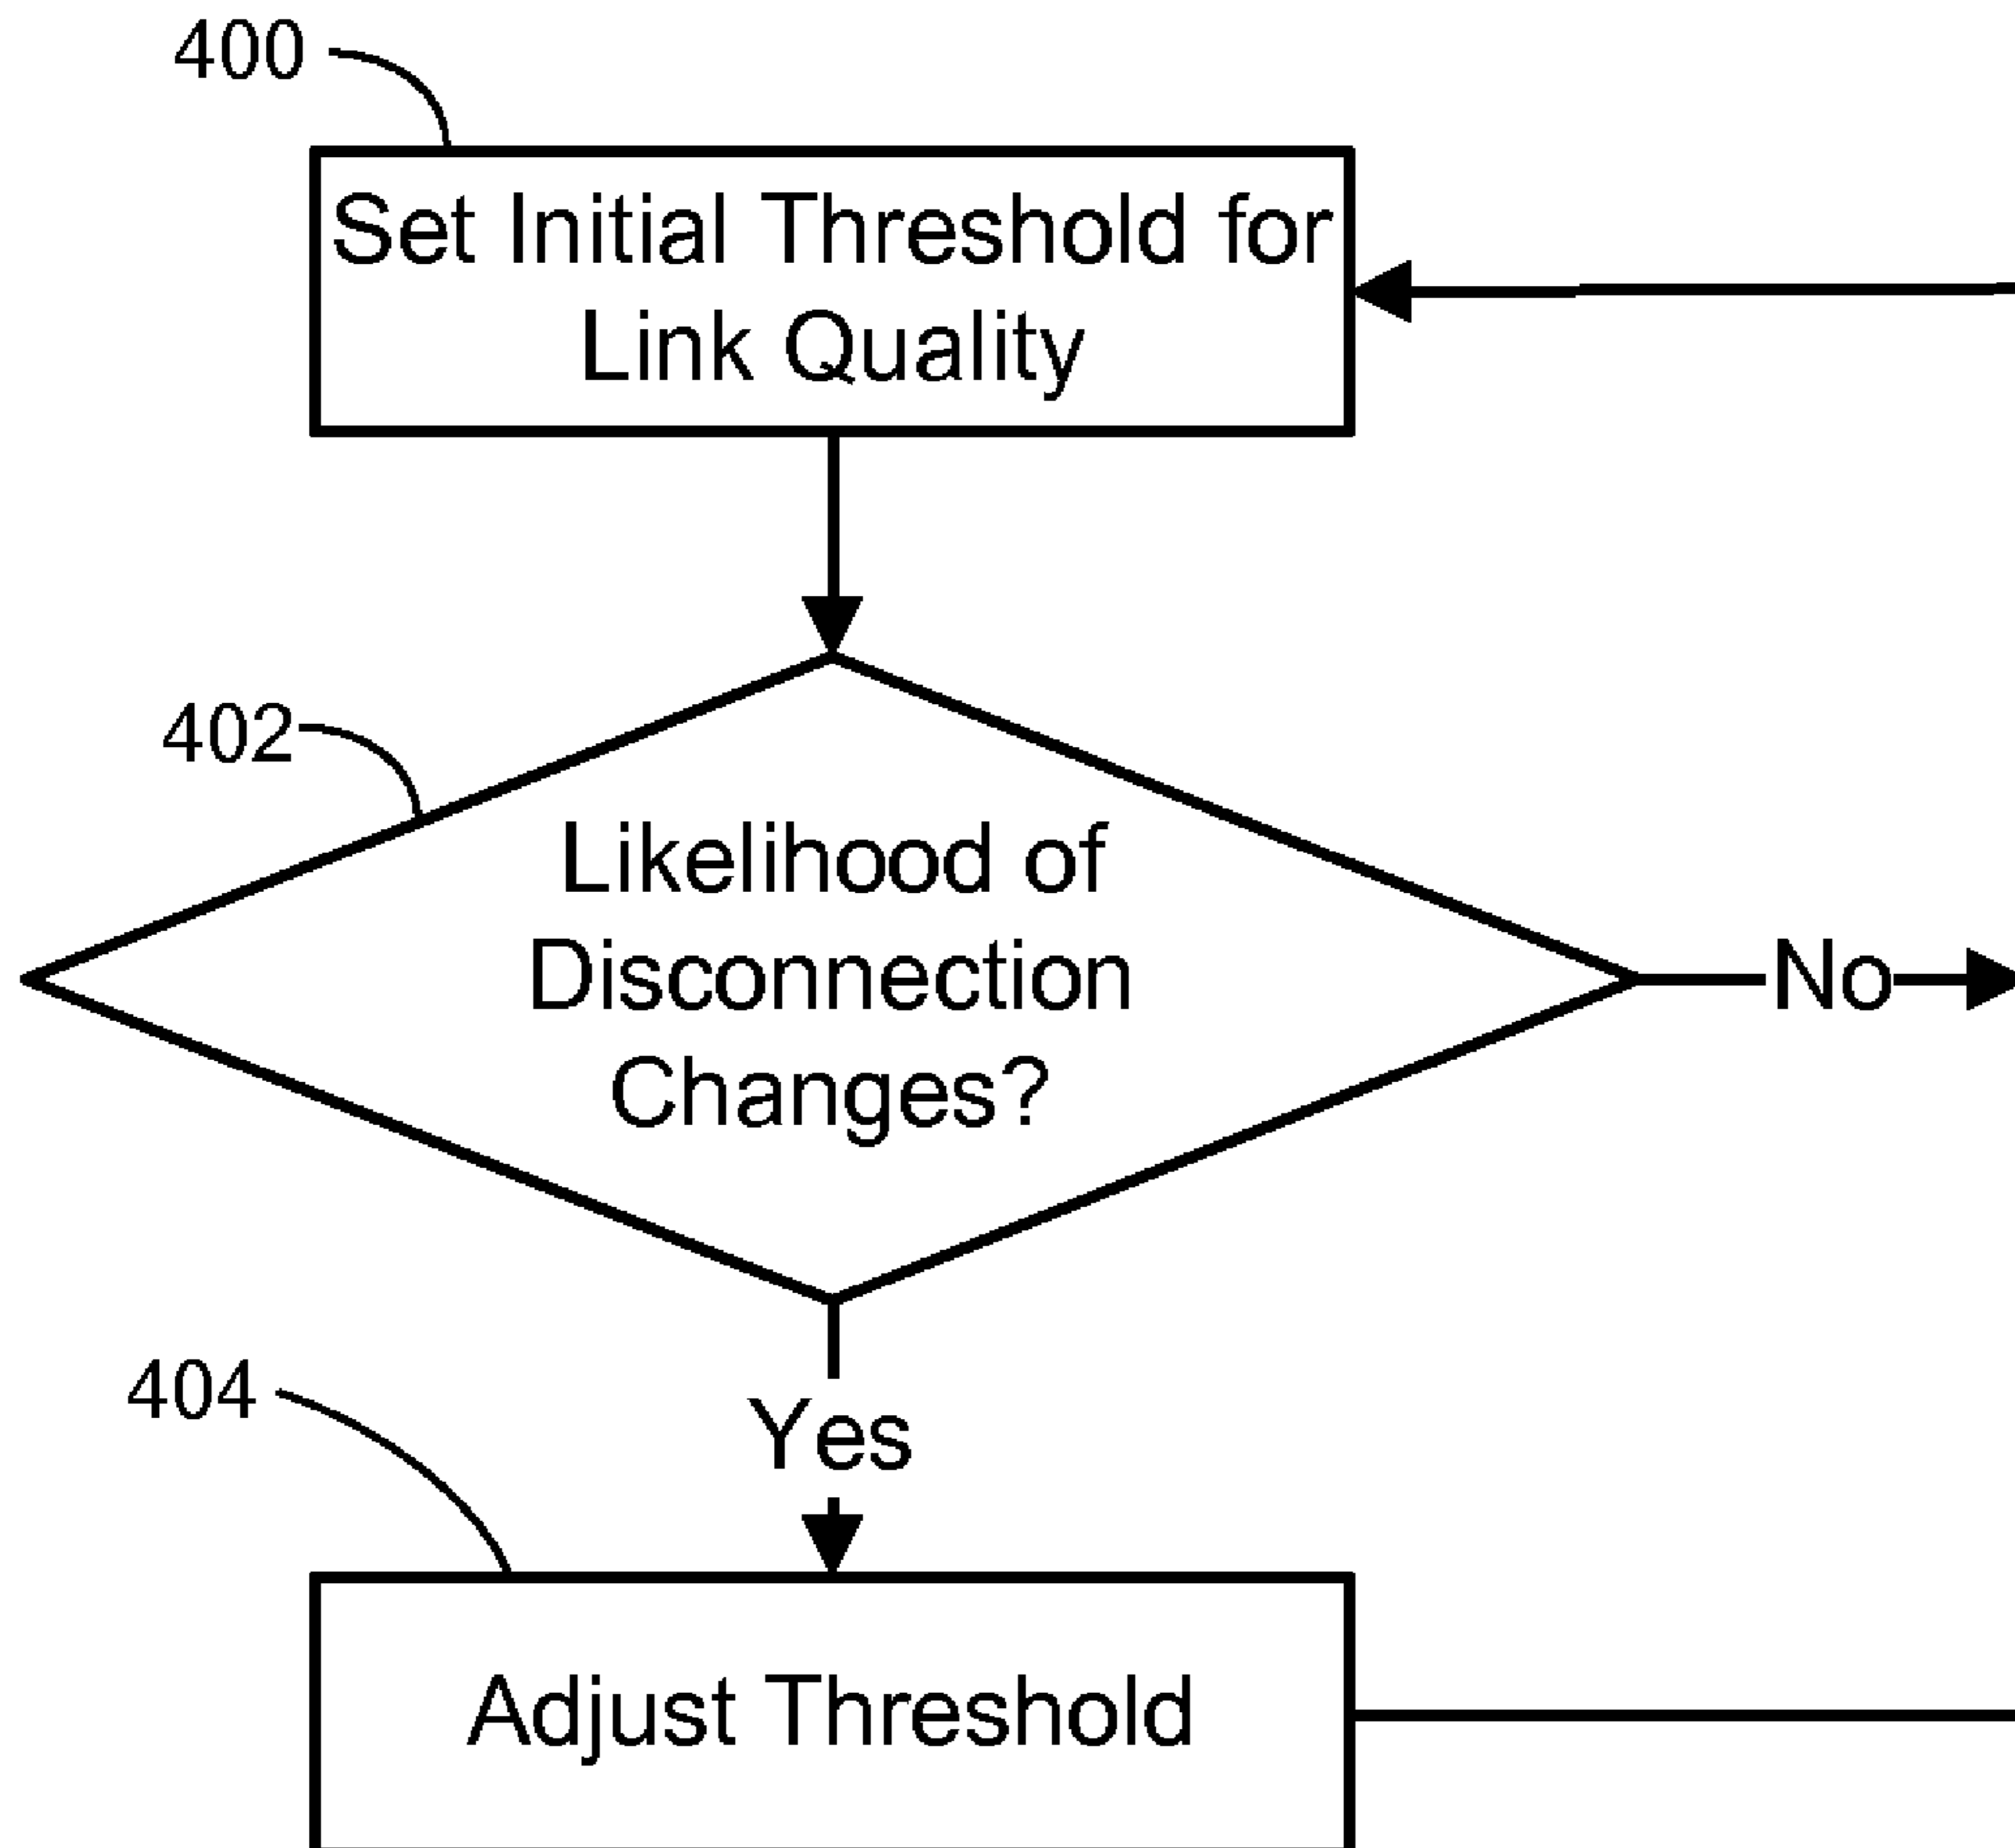 400
Set Initial Threshold for
Link Quality
402
Likelihood of
Disconnection
Changes?
No
Yes
404
Adjust Threshold